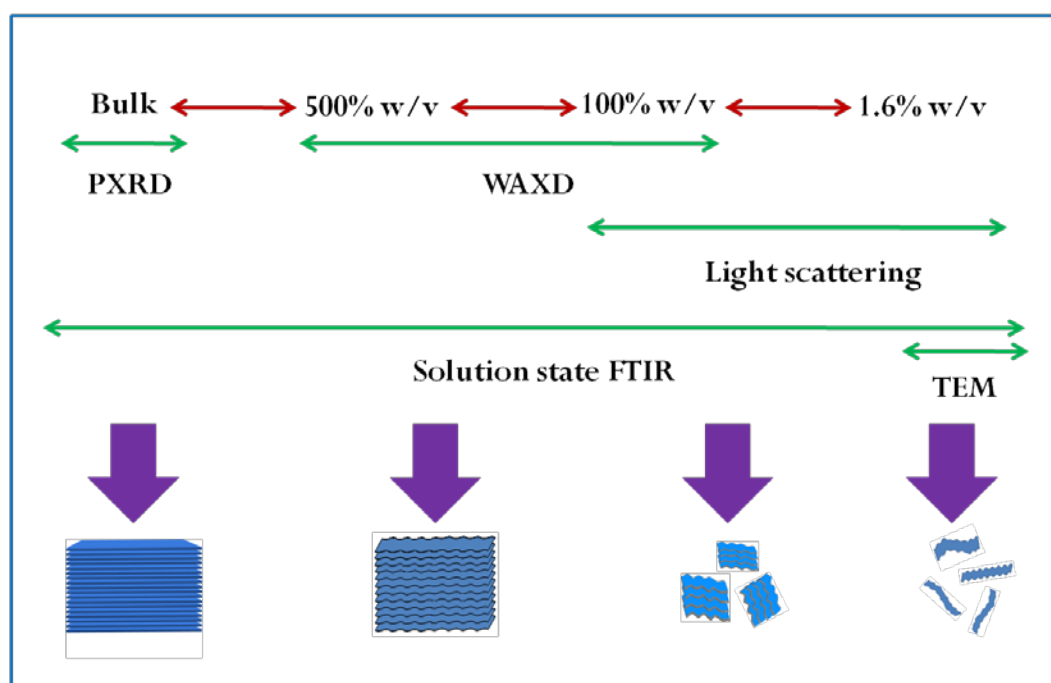 Bulk 500% w/v 100% w/v 1.6% w/v
PXRD WAXD
Light scattering
Solution state FTIR
TEM